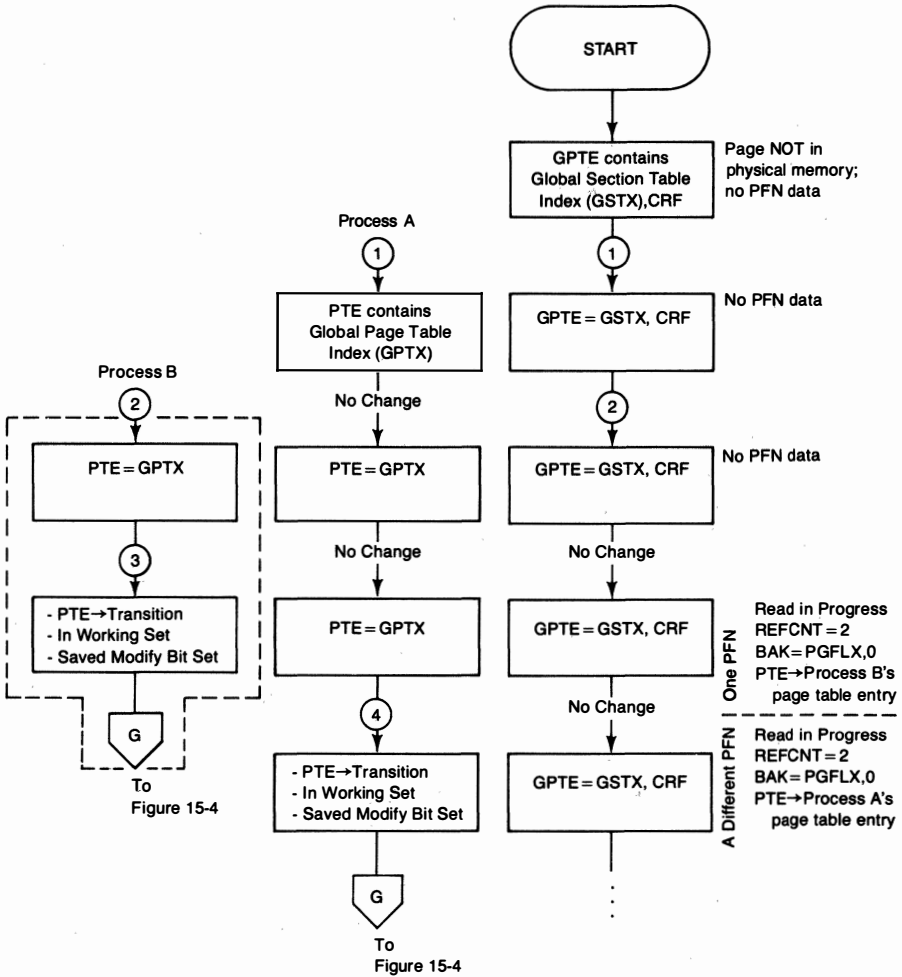 START
GPTE contains
Global Section Table
Index (GSTX),CRF
Page NOT in
physical memory;
no PFN data
Process A
1
1
PTE contains
Global Page Table
Index (GPTX)
GPTE=GSTX, CRF
No PFN data
Process B
2
No Change
2
PTE=GPTX
PTE=GPTX
GPTE=GSTX, CRF
No PFN data
3
No Change
No Change
- PTE→Transition
- In Working Set
- Saved Modify Bit Set
PTE=GPTX
GPTE=GSTX, CRF
One PFN
Read in Progress
REFCNT=2
BAK=PGFLX,0
PTE→Process B's
page table entry
G
To
Figure 15-4
4
No Change
- PTE→Transition
- In Working Set
- Saved Modify Bit Set
GPTE=GSTX, CRF
A Different PFN
Read in Progress
REFCNT=2
BAK=PGFLX,0
PTE→Process A's
page table entry
G
To
Figure 15-4